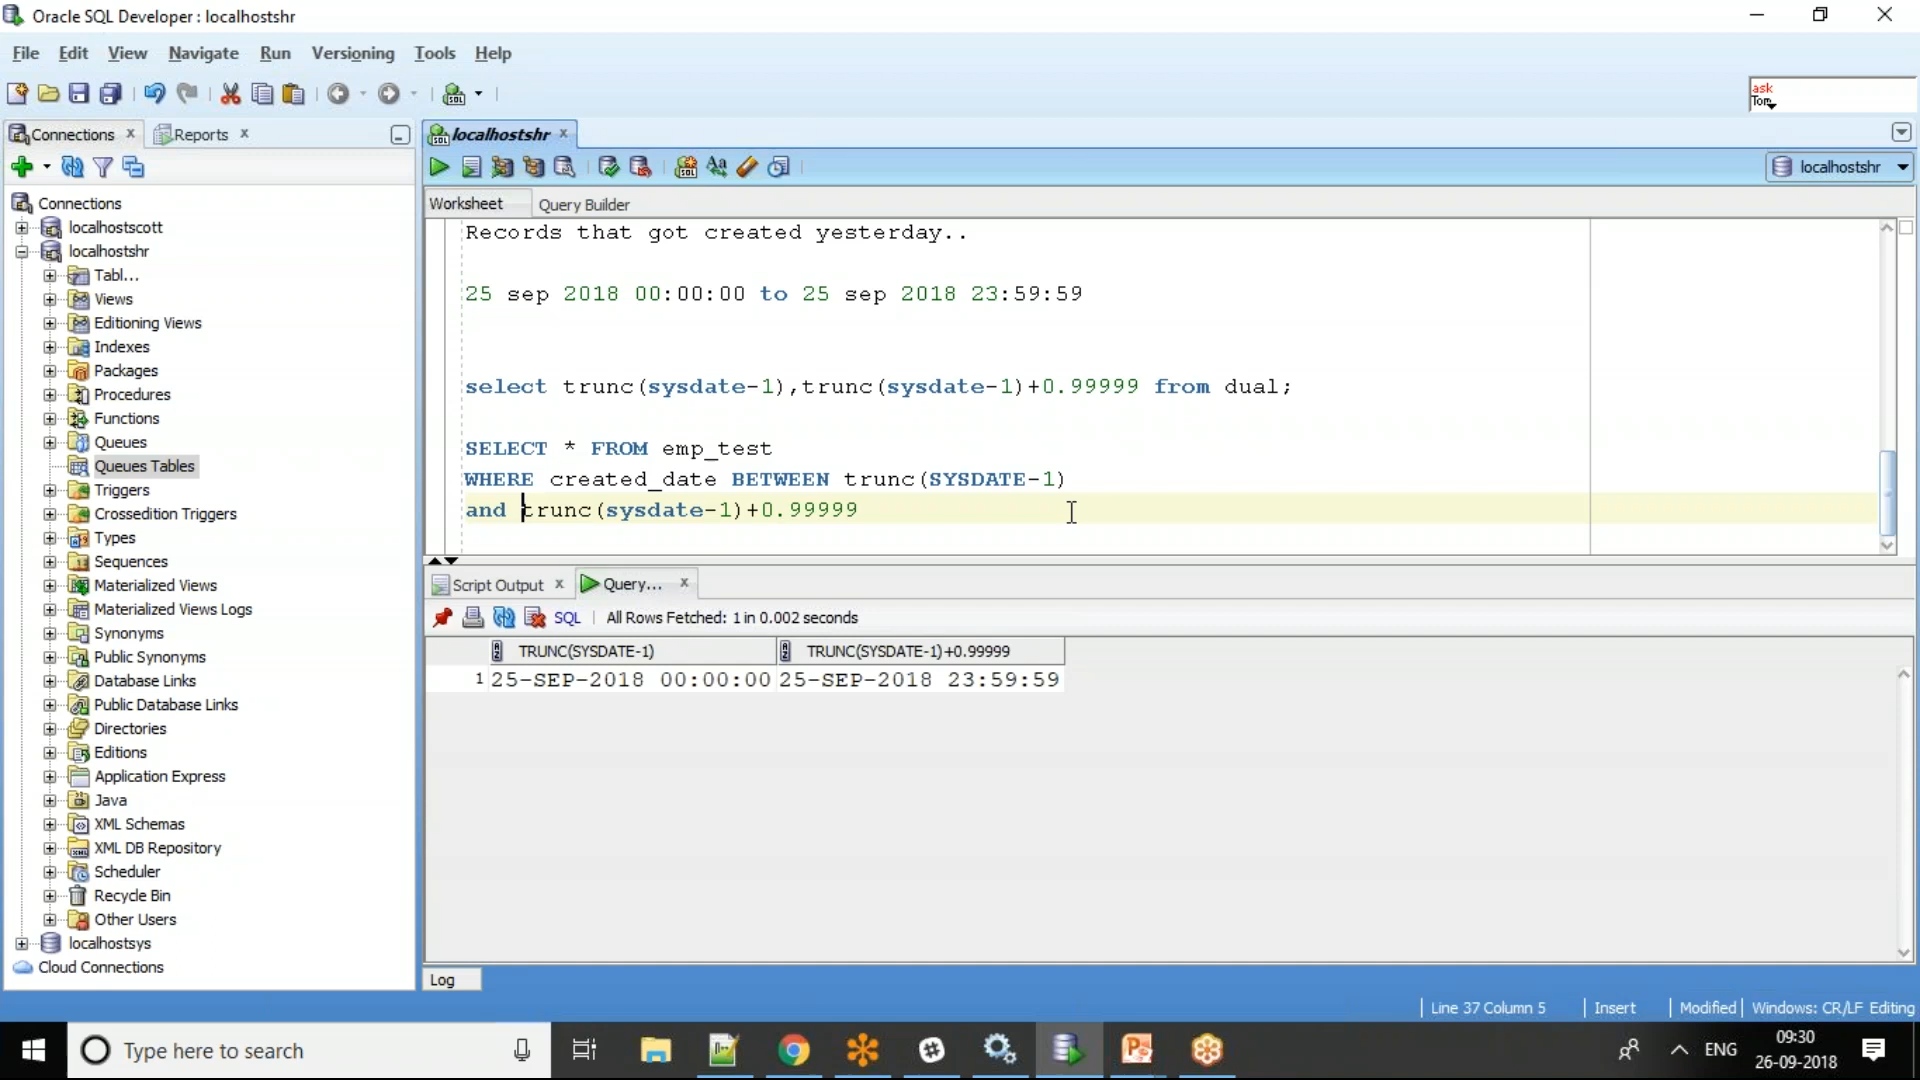 Oracle SQL Developer : localhostshr
File Edit View Navigate Run Versioning Tools Help
ask
Tom
Connections
Reports
localhostshr
localhostshr
Worksheet
Query Builder
Connections
localhostscott
localhostshr
Tabl...
Views
Editioning Views
Indexes
Packages
Procedures
Functions
Queues
Queues Tables
Triggers
Crossedition Triggers
Types
Sequences
Materialized Views
Materialized Views Logs
Synonyms
Public Synonyms
Database Links
Public Database Links
Directories
Editions
Application Express
Java
XML Schemas
XML DB Repository
Scheduler
Recycle Bin
Other Users
localhostsys
Cloud Connections
Records that got created yesterday..
25 sep 2018 00:00:00 to 25 sep 2018 23:59:59
select trunc(sysdate-1),trunc(sysdate-1)+0.99999 from dual;
SELECT * FROM emp_test
WHERE created_date BETWEEN trunc(SYSDATE-1)
and trunc(sysdate-1)+0.99999
Script Output
Query...
SQL
All Rows Fetched: 1 in 0.002 seconds
TRUNC(SYSDATE-1) TRUNC(SYSDATE-1)+0.99999
1 25-SEP-2018 00:00:00 25-SEP-2018 23:59:59
Log
Line 37 Column 5 Insert Modified Windows: CR/LF Editing
Type here to search
ENG
09:30
26-09-2018